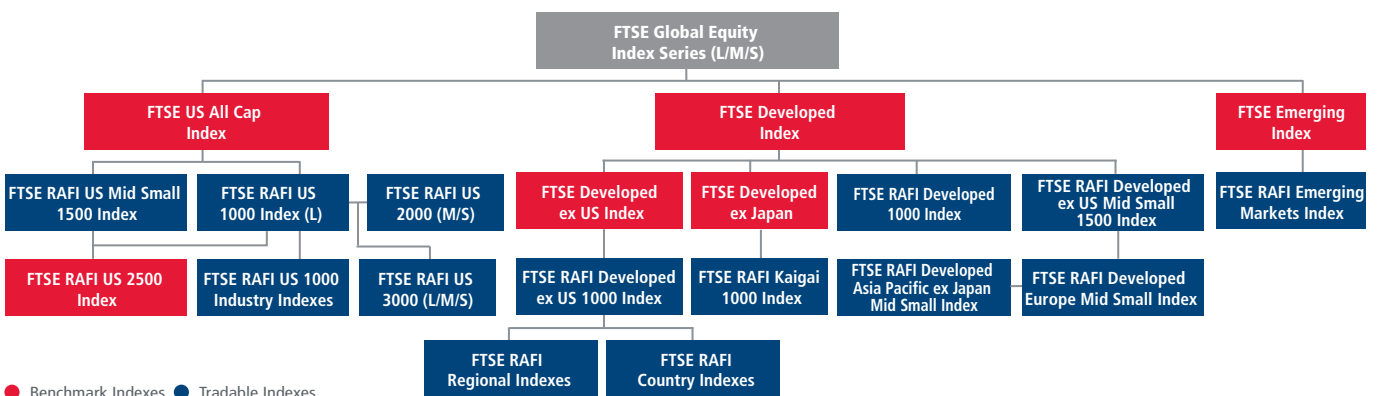 FTSE Global Equity
Index Series (L/M/S)
FTSE US All Cap
Index
FTSE Developed
Index
FTSE Emerging
Index
FTSE RAFI US Mid Small
1500 Index
FTSE RAFI US
1000 Index (L)
FTSE RAFI US
2000 (M/S)
FTSE Developed
ex US Index
FTSE Developed
ex Japan
FTSE RAFI Developed
1000 Index
FTSE RAFI Developed
ex US Mid Small
1500 Index
FTSE RAFI Emerging
Markets Index
FTSE RAFI US 2500
Index
FTSE RAFI US 1000
Industry Indexes
FTSE RAFI US
3000 (L/M/S)
FTSE RAFI Developed
ex US 1000 Index
FTSE RAFI Kaigai
1000 Index
FTSE RAFI Developed
Asia Pacific ex Japan
Mid Small Index
FTSE RAFI Developed
Europe Mid Small Index
FTSE RAFI
Regional Indexes
FTSE RAFI
Country Indexes
Benchmark Indexes
Tradable Indexes